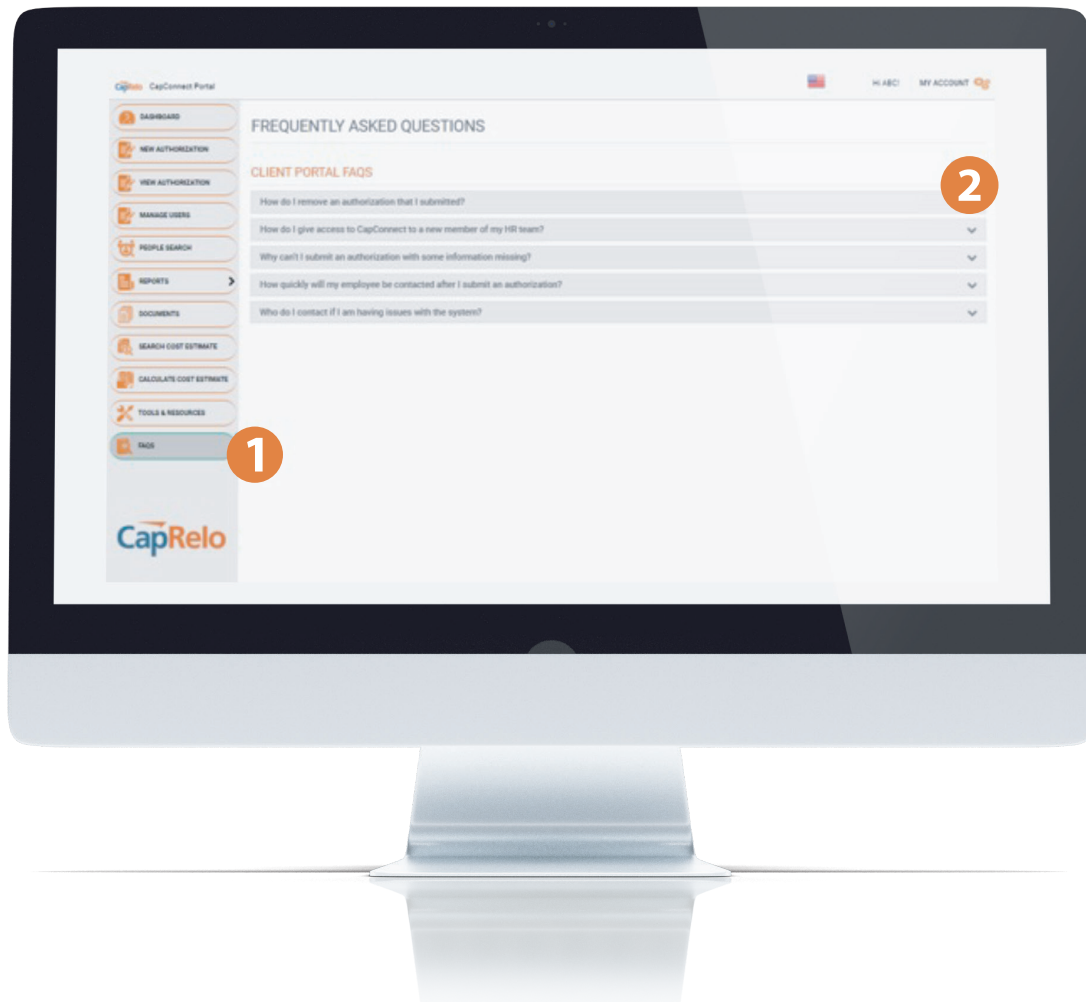 CapRelo CapConnect Portal
HI ABC!
MY ACCOUNT
DASHBOARD
NEW AUTHORIZATION
VIEW AUTHORIZATION
MANAGE USERS
PEOPLE SEARCH
REPORTS
DOCUMENTS
SEARCH COST ESTIMATE
CALCULATE COST ESTIMATE
TOOLS & RESOURCES
FAQS
1
CapRelo
FREQUENTLY ASKED QUESTIONS
CLIENT PORTAL FAQS
2
How do I remove an authorization that I submitted?
How do I give access to CapConnect to a new member of my HR team?
Why can't I submit an authorization with some information missing?
How quickly will my employee be contacted after I submit an authorization?
Who do I contact if I am having issues with the system?